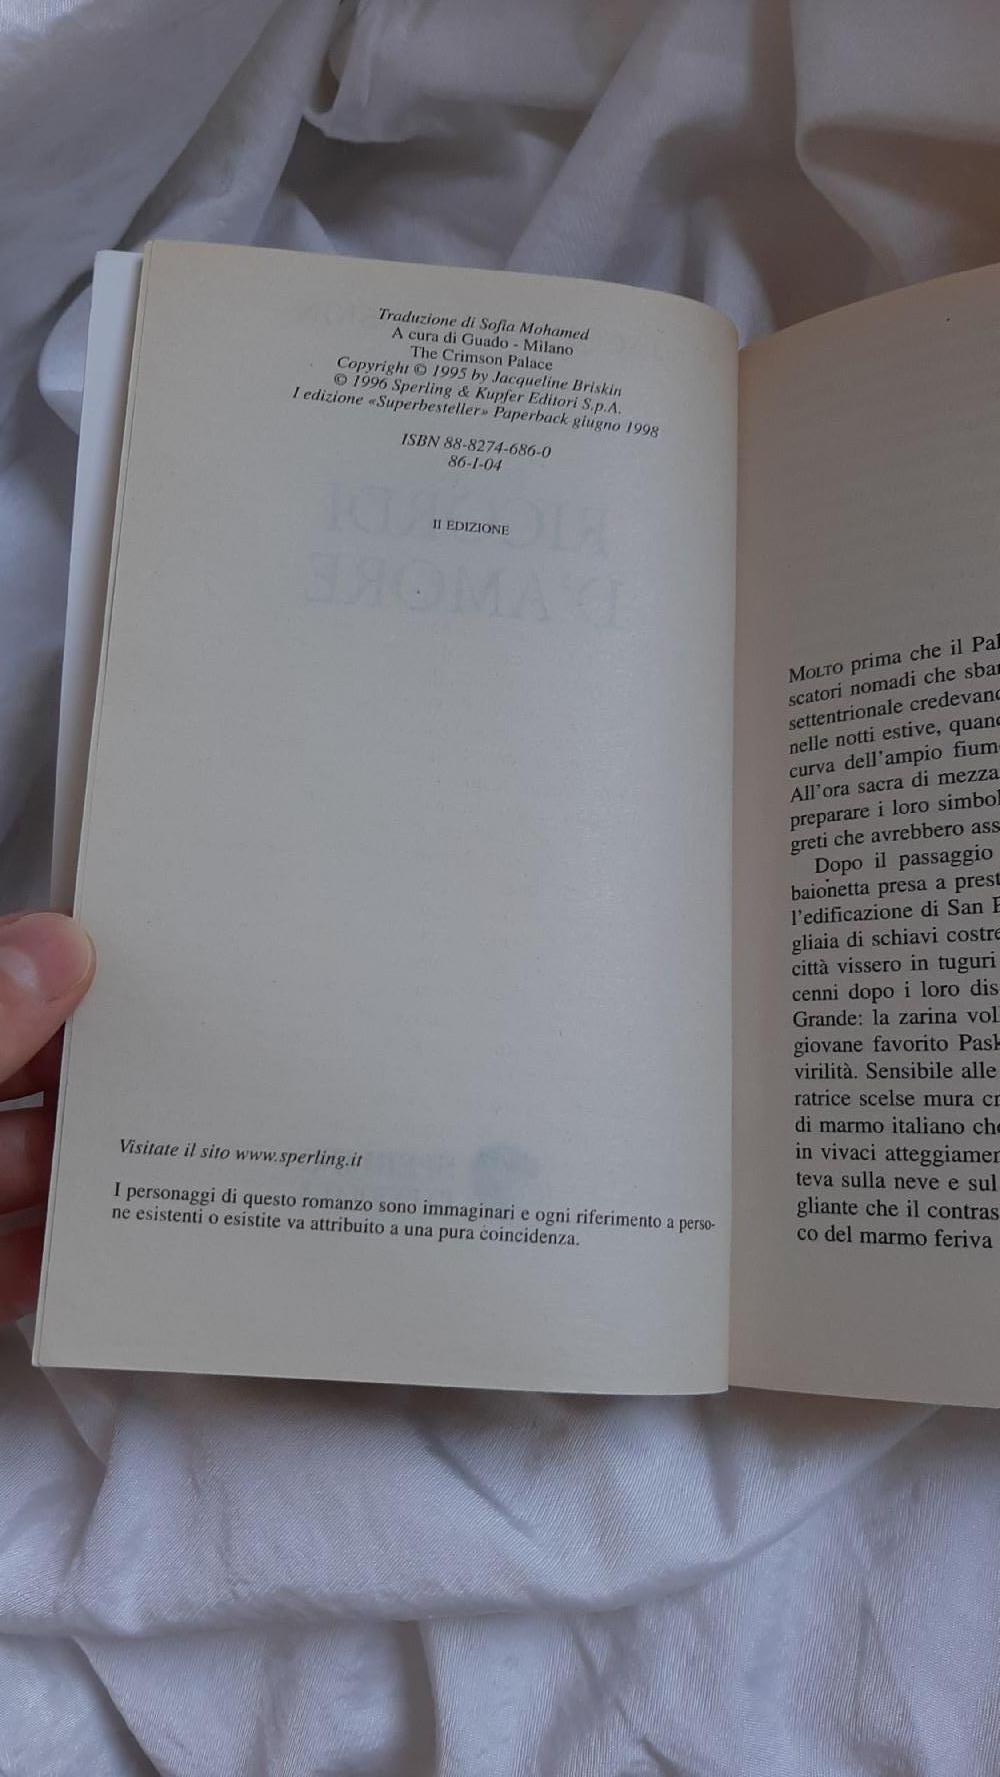 Traduzione di Sofia Mohamed
A cura di Guado - Milano
The Crimson Palace
Copyright © 1995 by Jacqueline Briskin
© 1996 Sperling & Kupfer Editori S.p.A.
I edizione «Superbesteller» Paperback giugno 1998
ISBN 88-8274-686-0
86-I-04
II EDIZIONE
Visitate il sito www.sperling.it
I personaggi di questo romanzo sono immaginari e ogni riferimento a perso-
ne esistenti o esistite va attribuito a una pura coincidenza.
MOLTO prima che il Pal
scatori nomadi che sbar
settentrionale credevano
nelle notti estive, quand
curva dell'ampio fium
All'ora sacra di mezza
preparare i loro simbol
greti che avrebbero ass
Dopo il passaggio
baionetta presa a prest
l'edificazione di San
gliaia di schiavi costre
città vissero in tuguri
cenni dopo i loro dis
Grande: la zarina vol
giovane favorito Pask
virilità. Sensibile alle
ratrice scelse mura cr
di marmo italiano che
in vivaci atteggiamen
teva sulla neve e sul
gliante che il contras
co del marmo feriva